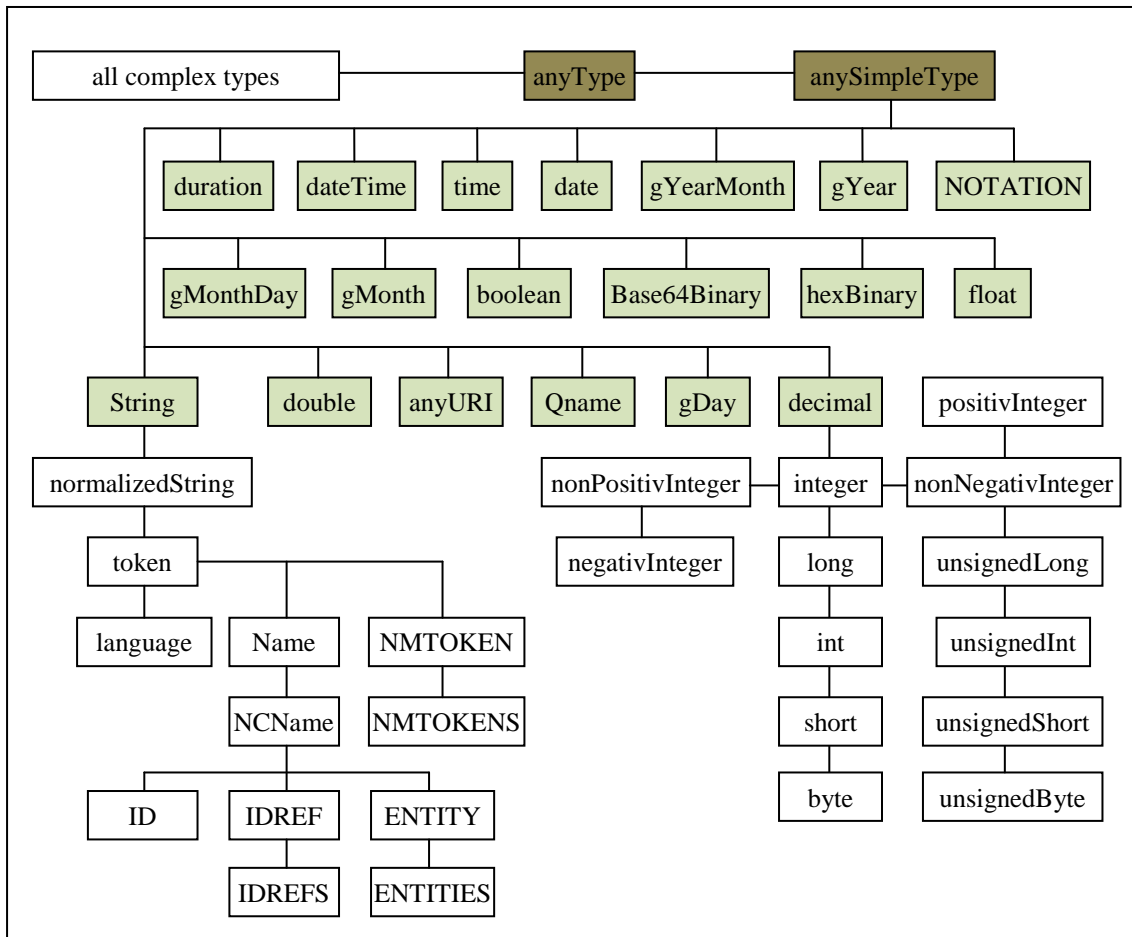 all complex types anyType anySimpleType
duration dateTime time date gYearMonth gYear NOTATION
gMonthDay gMonth boolean Base64Binary hexBinary float
String double anyURI Qname gDay decimal positivInteger
normalizedString nonPositivInteger integer nonNegativInteger
token negativInteger long unsignedLong
language Name NMTOKEN int unsignedInt
NCName NMTOKENS short unsignedShort
ID IDREF ENTITY byte unsignedByte
IDREFS ENTITIES